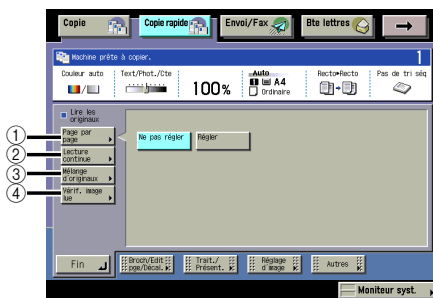 Copie
Copie rapide
Envoi/Fax
Bte lettres
Machine prête à copier.
1
Couleur auto
Text/Phot./Cte
100%
Auto
A4
Ordinaire
Recto▸Recto
Pas de tri séq
Lire les
originaux
1
Page par
page
2
Lecture
continue
3
Mélange
d'originaux
4
Vérif. image
lue
Ne pas régler
Régler
Fin
Broch/Edit
pge/Décal.
Trait./
Présent.
Réglage
d'image
Autres
Moniteur syst.